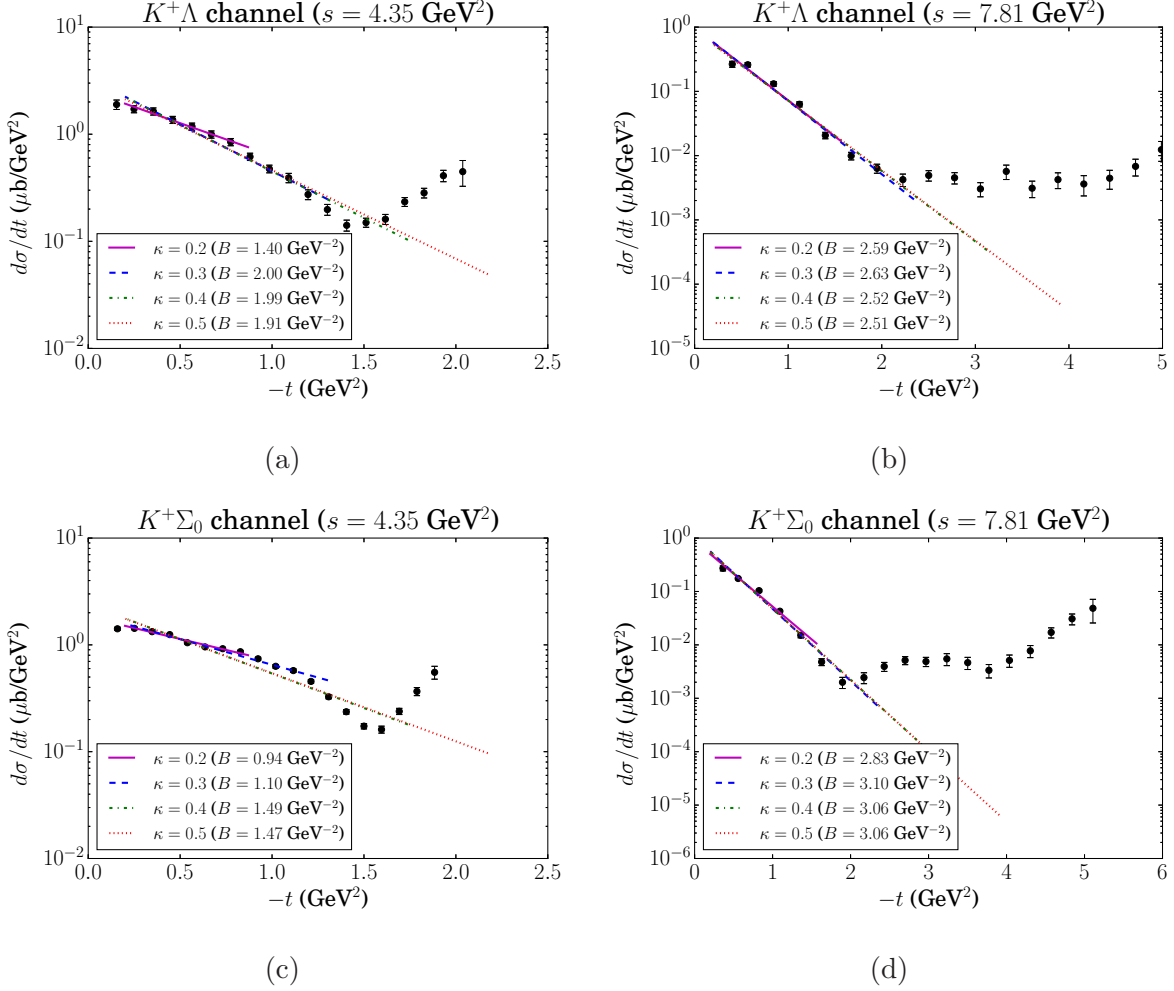 K⁺Λ channel (s = 4.35 GeV²)
10¹
10⁰
10⁻¹
10⁻²
dσ/dt (μb/GeV²)
κ = 0.2 (B = 1.40 GeV⁻²)
κ = 0.3 (B = 2.00 GeV⁻²)
κ = 0.4 (B = 1.99 GeV⁻²)
κ = 0.5 (B = 1.91 GeV⁻²)
0.0 0.5 1.0 1.5 2.0 2.5
−t (GeV²)
(a)
K⁺Λ channel (s = 7.81 GeV²)
10⁰
10⁻¹
10⁻²
10⁻³
10⁻⁴
10⁻⁵
dσ/dt (μb/GeV²)
κ = 0.2 (B = 2.59 GeV⁻²)
κ = 0.3 (B = 2.63 GeV⁻²)
κ = 0.4 (B = 2.52 GeV⁻²)
κ = 0.5 (B = 2.51 GeV⁻²)
0 1 2 3 4 5
−t (GeV²)
(b)
K⁺Σ₀ channel (s = 4.35 GeV²)
10¹
10⁰
10⁻¹
10⁻²
dσ/dt (μb/GeV²)
κ = 0.2 (B = 0.94 GeV⁻²)
κ = 0.3 (B = 1.10 GeV⁻²)
κ = 0.4 (B = 1.49 GeV⁻²)
κ = 0.5 (B = 1.47 GeV⁻²)
0.0 0.5 1.0 1.5 2.0 2.5
−t (GeV²)
(c)
K⁺Σ₀ channel (s = 7.81 GeV²)
10⁰
10⁻¹
10⁻²
10⁻³
10⁻⁴
10⁻⁵
10⁻⁶
dσ/dt (μb/GeV²)
κ = 0.2 (B = 2.83 GeV⁻²)
κ = 0.3 (B = 3.10 GeV⁻²)
κ = 0.4 (B = 3.06 GeV⁻²)
κ = 0.5 (B = 3.06 GeV⁻²)
0 1 2 3 4 5 6
−t (GeV²)
(d)